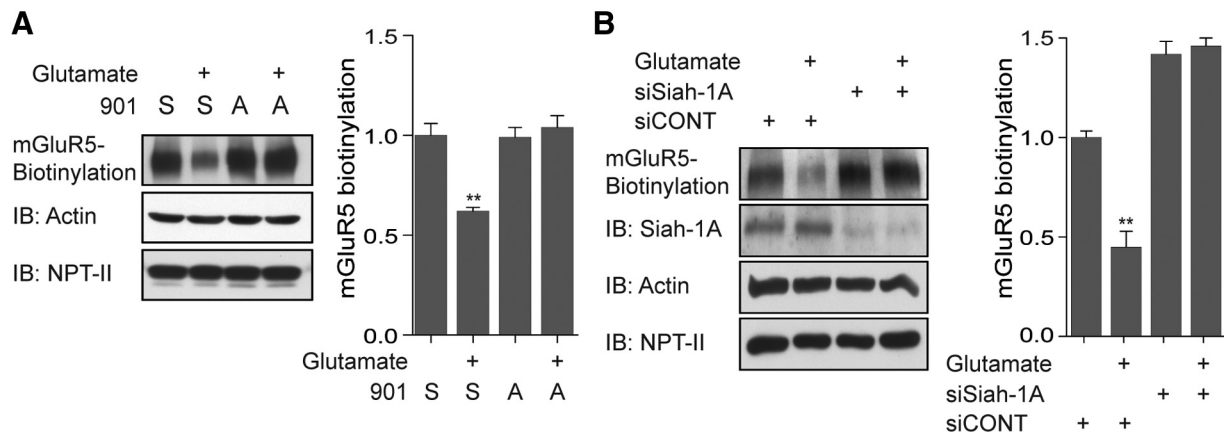 A
Glutamate + +
901 S S A A
mGluR5-
Biotinylation
IB: Actin
IB: NPT-II
mGluR5 biotinylation
1.5
1.0
0.5
0.0
**
Glutamate + +
901 S S A A
B
Glutamate + +
siSiah-1A + +
siCONT + +
mGluR5-
Biotinylation
IB: Siah-1A
IB: Actin
IB: NPT-II
mGluR5 biotinylation
1.5
1.0
0.5
0.0
**
Glutamate + +
siSiah-1A + +
siCONT + +